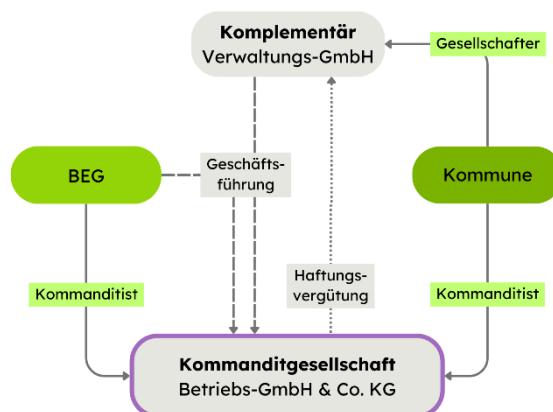 Komplementär
Verwaltungs-GmbH
Gesellschafter
BEG
Geschäfts-
führung
Kommune
Kommanditist
Haftungs-
vergütung
Kommanditist
Kommanditgesellschaft
Betriebs-GmbH & Co. KG